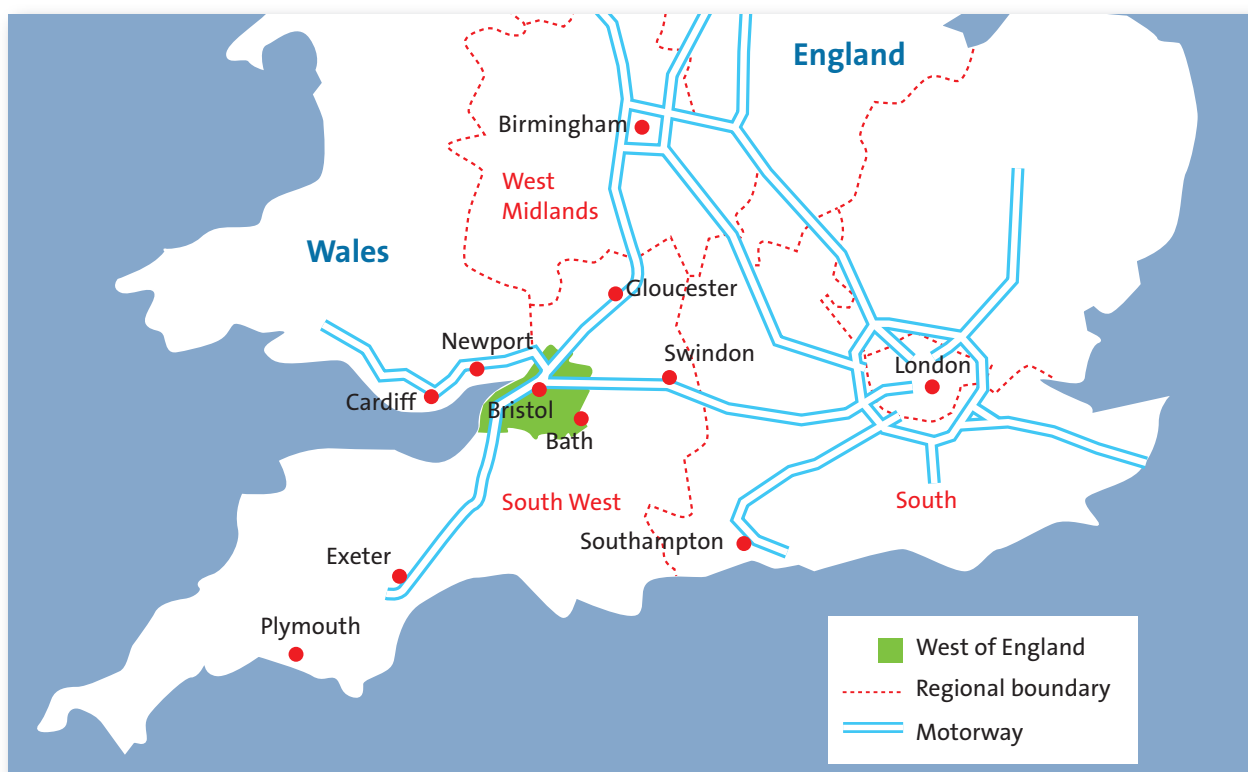 England
Birmingham
West
Midlands
Wales
Gloucester
Newport
Swindon
London
Cardiff
Bristol
Bath
South West
South
Southampton
Exeter
Plymouth
West of England
Regional boundary
Motorway